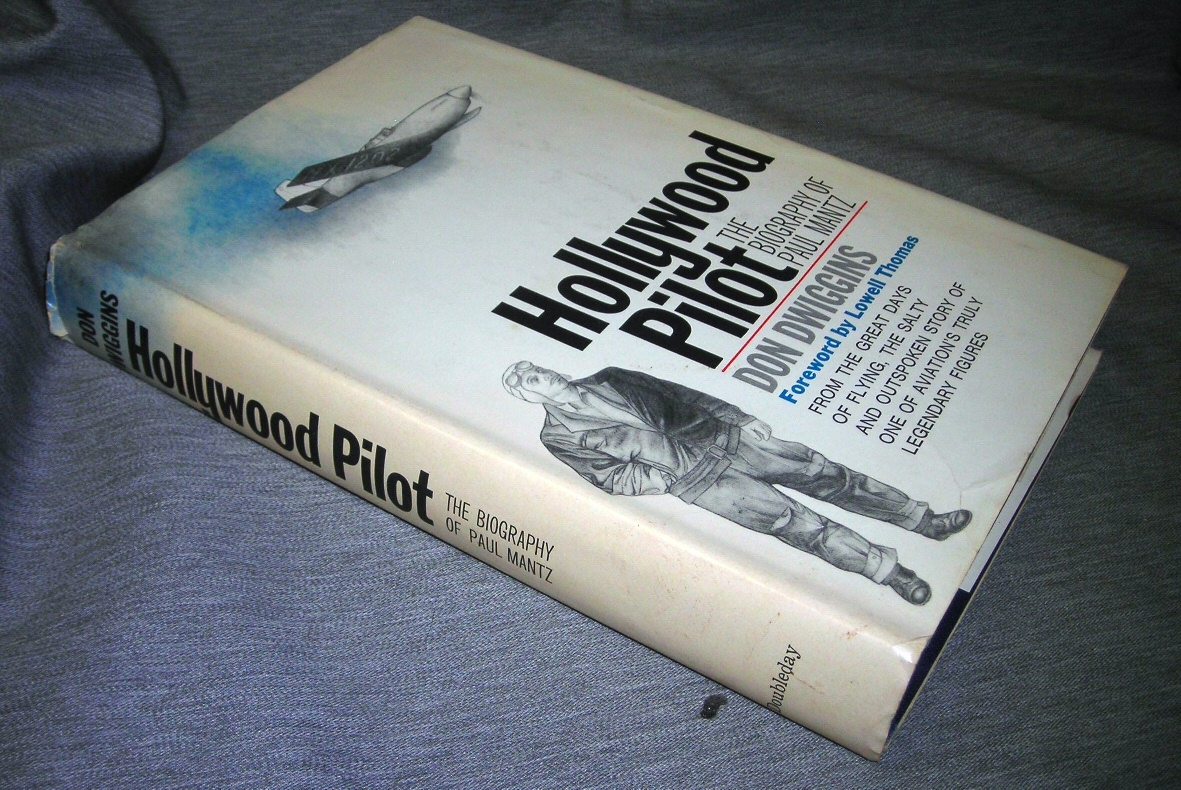 Hollywood
Pilot
THE
BIOGRAPHY OF
PAUL MANTZ
DON DWIGGINS
Foreword by Lowell Thomas
FROM THE GREAT DAYS
OF FLYING, THE SALTY
AND OUTSPOKEN STORY OF
ONE OF AVIATION'S TRULY
LEGENDARY FIGURES
DON
DWIGGINS
Hollywood Pilot
THE BIOGRAPHY
OF PAUL MANTZ
Doubleday